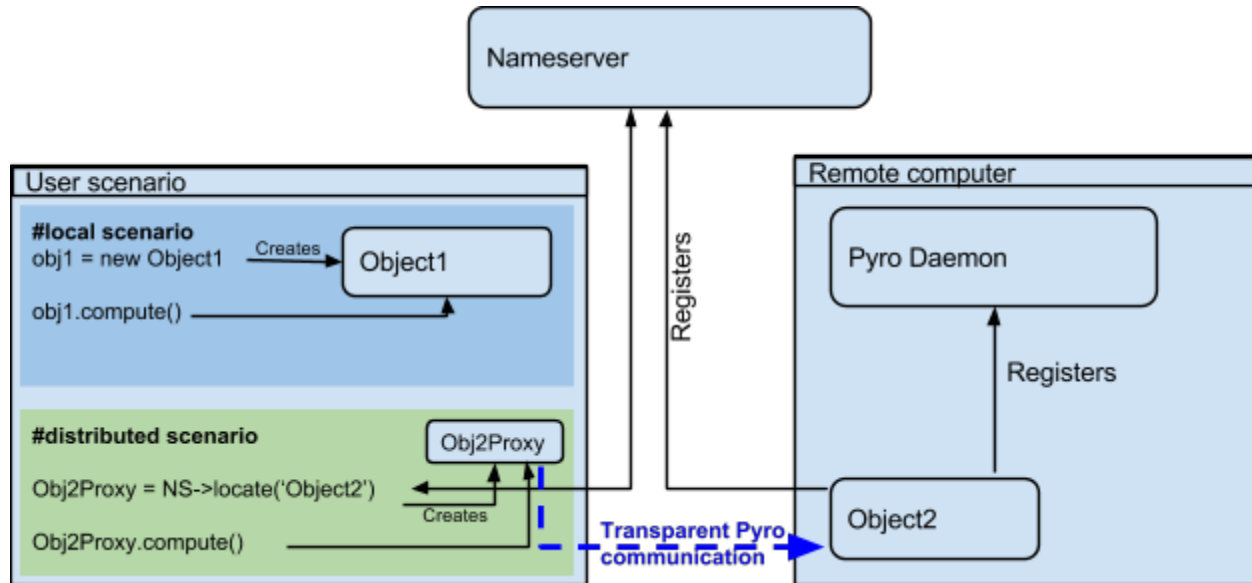 Nameserver
User scenario
#local scenario
obj1 = new Object1
Creates
Object1
obj1.compute()
#distributed scenario
Obj2Proxy
Obj2Proxy = NS->locate(‘Object2’)
Creates
Obj2Proxy.compute()
Registers
Transparent Pyro
communication
Remote computer
Pyro Daemon
Registers
Object2